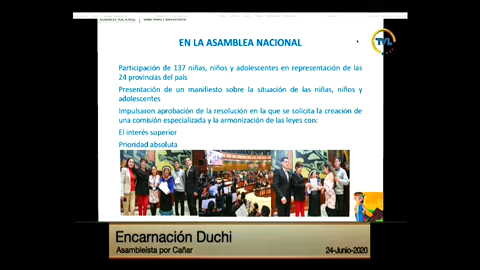 EN LA ASAMBLEA NACIONAL
TVL
Participación de 137 niñas, niños y adolescentes en representación de las
24 provincias del país
Presentación de un manifiesto sobre la situación de las niñas, niños y
adolescentes
Impulsaron aprobación de la resolución en la que se solicita la creación de
una comisión especializada y la armonización de las leyes con:
El interés superior
Prioridad absoluta
Encarnación Duchi
Asambleísta por Cañar
24-Junio-2020